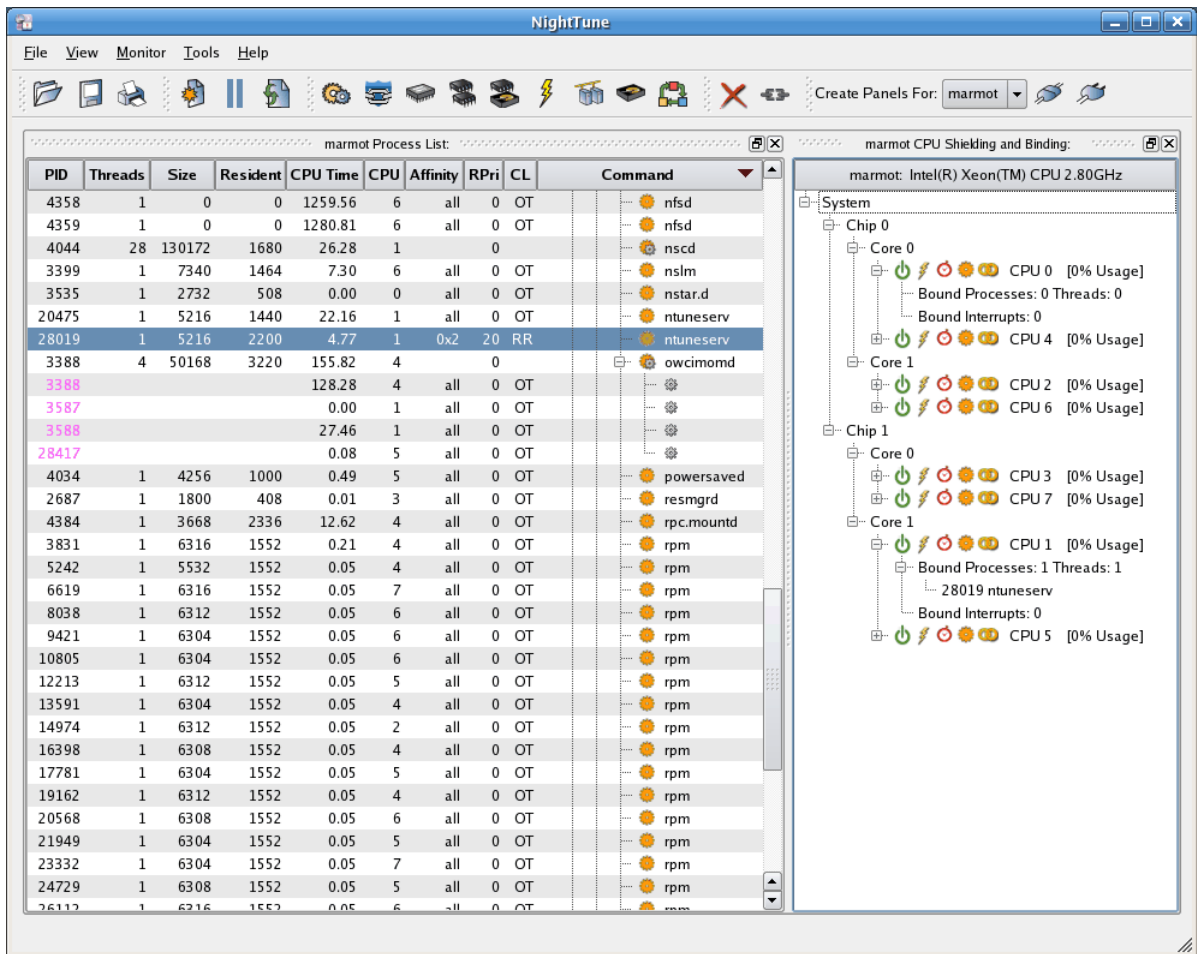 NightTune
File View Monitor Tools Help
Create Panels For: marmot
marmot Process List:
PID Threads Size Resident CPU Time CPU Affinity RPri CL Command
4358 1 0 0 1259.56 6 all 0 OT nfsd
4359 1 0 0 1280.81 6 all 0 OT nfsd
4044 28 130172 1680 26.28 1 0 nscd
3399 1 7340 1464 7.30 6 all 0 OT nslm
3535 1 2732 508 0.00 0 all 0 OT nstar.d
20475 1 5216 1440 22.16 1 all 0 OT ntuneserv
28019 1 5216 2200 4.77 1 0x2 20 RR ntuneserv
3388 4 50168 3220 155.82 4 0 owcimomd
3388 128.28 4 all 0 OT
3587 0.00 1 all 0 OT
3588 27.46 1 all 0 OT
28417 0.08 5 all 0 OT
4034 1 4256 1000 0.49 5 all 0 OT powersaved
2687 1 1800 408 0.01 3 all 0 OT resmgrd
4384 1 3668 2336 12.62 4 all 0 OT rpc.mountd
3831 1 6316 1552 0.21 4 all 0 OT rpm
5242 1 5532 1552 0.05 4 all 0 OT rpm
6619 1 6316 1552 0.05 7 all 0 OT rpm
8038 1 6312 1552 0.05 6 all 0 OT rpm
9421 1 6304 1552 0.05 6 all 0 OT rpm
10805 1 6304 1552 0.05 6 all 0 OT rpm
12213 1 6312 1552 0.05 5 all 0 OT rpm
13591 1 6304 1552 0.05 4 all 0 OT rpm
14974 1 6312 1552 0.05 2 all 0 OT rpm
16398 1 6308 1552 0.05 4 all 0 OT rpm
17781 1 6304 1552 0.05 5 all 0 OT rpm
19162 1 6312 1552 0.05 4 all 0 OT rpm
20568 1 6308 1552 0.05 6 all 0 OT rpm
21949 1 6304 1552 0.05 5 all 0 OT rpm
23332 1 6304 1552 0.05 7 all 0 OT rpm
24729 1 6308 1552 0.05 5 all 0 OT rpm
26112 1 6316 1552 0.05 6 all 0 OT rpm
marmot CPU Shielding and Binding:
marmot: Intel(R) Xeon(TM) CPU 2.80GHz
System
Chip 0
Core 0
CPU 0 [0% Usage]
Bound Processes: 0 Threads: 0
Bound Interrupts: 0
CPU 4 [0% Usage]
Core 1
CPU 2 [0% Usage]
CPU 6 [0% Usage]
Chip 1
Core 0
CPU 3 [0% Usage]
CPU 7 [0% Usage]
Core 1
CPU 1 [0% Usage]
Bound Processes: 1 Threads: 1
28019 ntuneserv
Bound Interrupts: 0
CPU 5 [0% Usage]